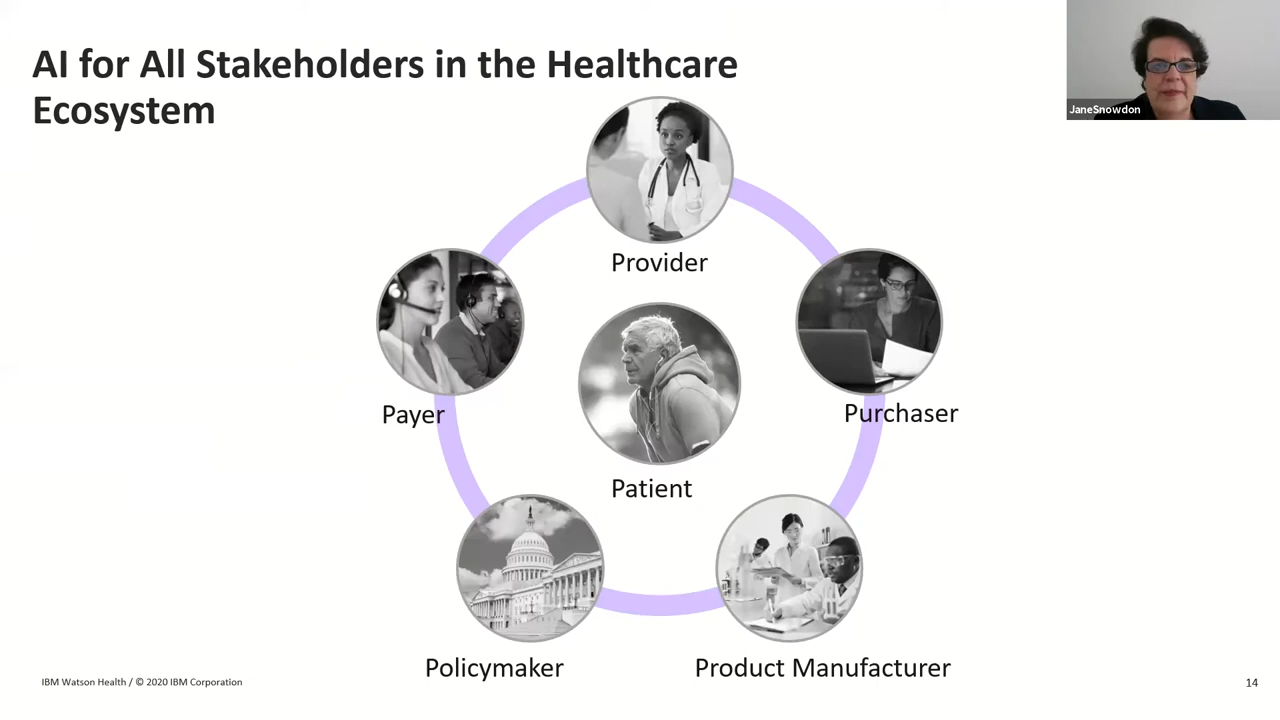 AI for All Stakeholders in the Healthcare
Ecosystem
JaneSnowdon
Provider
Payer
Purchaser
Patient
Policymaker
Product Manufacturer
IBM Watson Health / © 2020 IBM Corporation
14